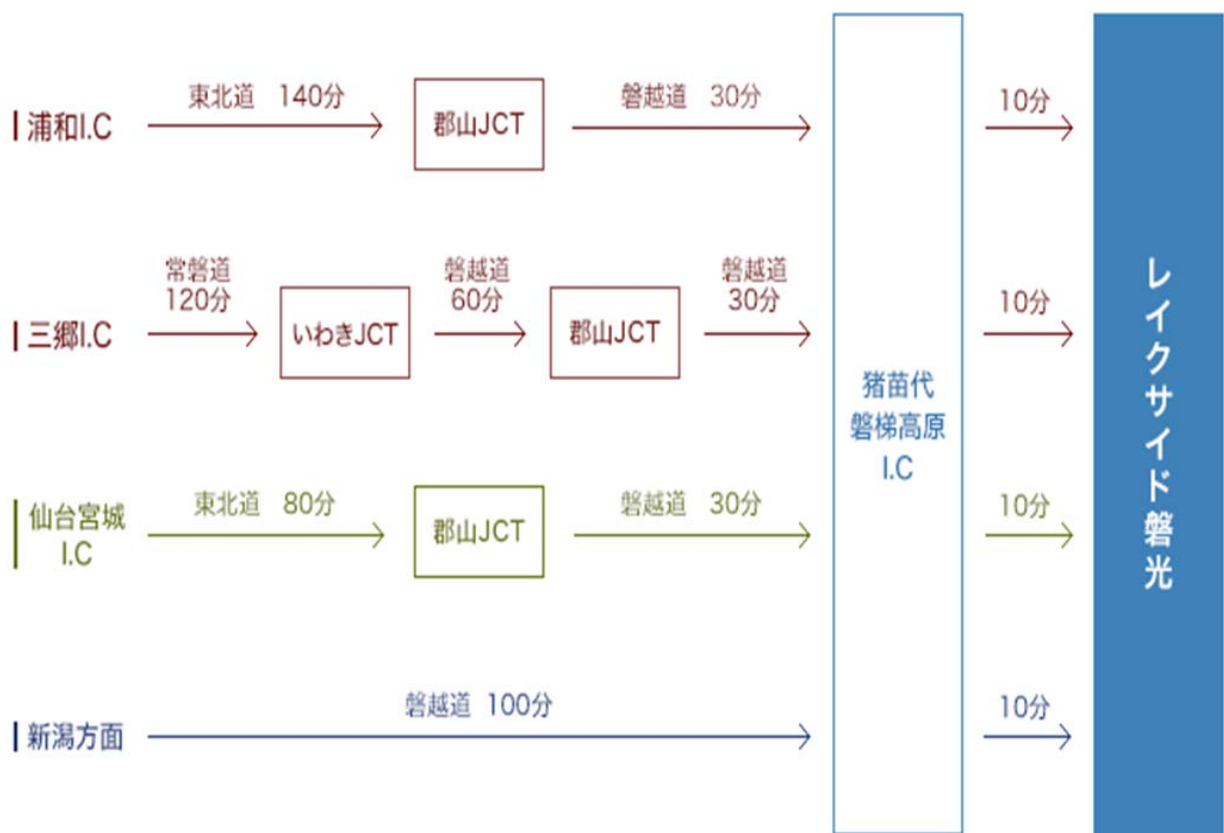 東北道 140分
磐越道 30分
10分
浦和I.C
郡山JCT
常磐道
120分
磐越道
60分
磐越道
30分
10分
三郷I.C
いわきJCT
郡山JCT
猪苗代
磐梯高原
I.C
レイクサイド磐光
東北道 80分
磐越道 30分
10分
仙台宮城
I.C
郡山JCT
磐越道 100分
10分
新潟方面